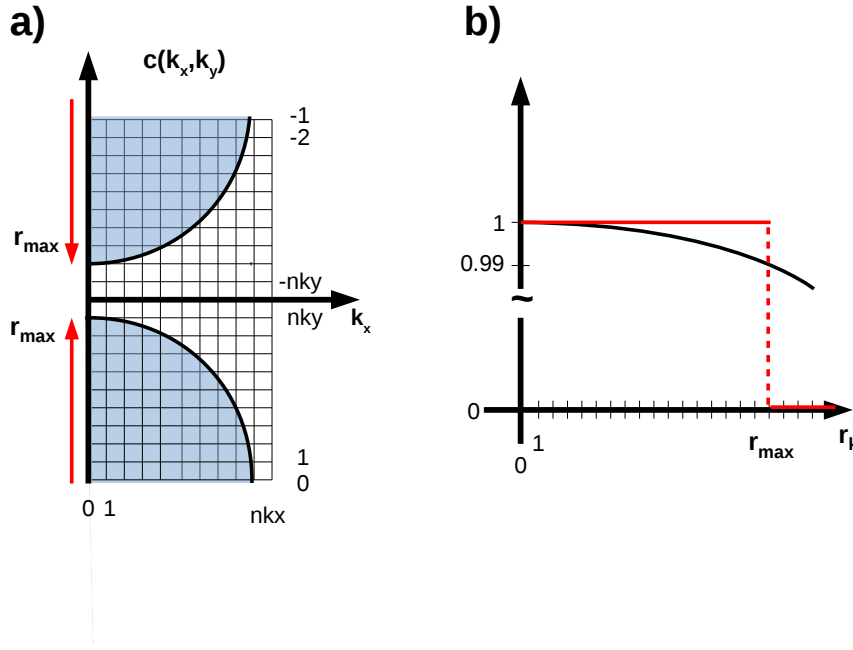 a)
c(kx,ky)
-1
-2
rmax
-nky
nky
kx
rmax
1
0
0 1
nkx
b)
1
0.99
~
0
1
0
rmax
rk